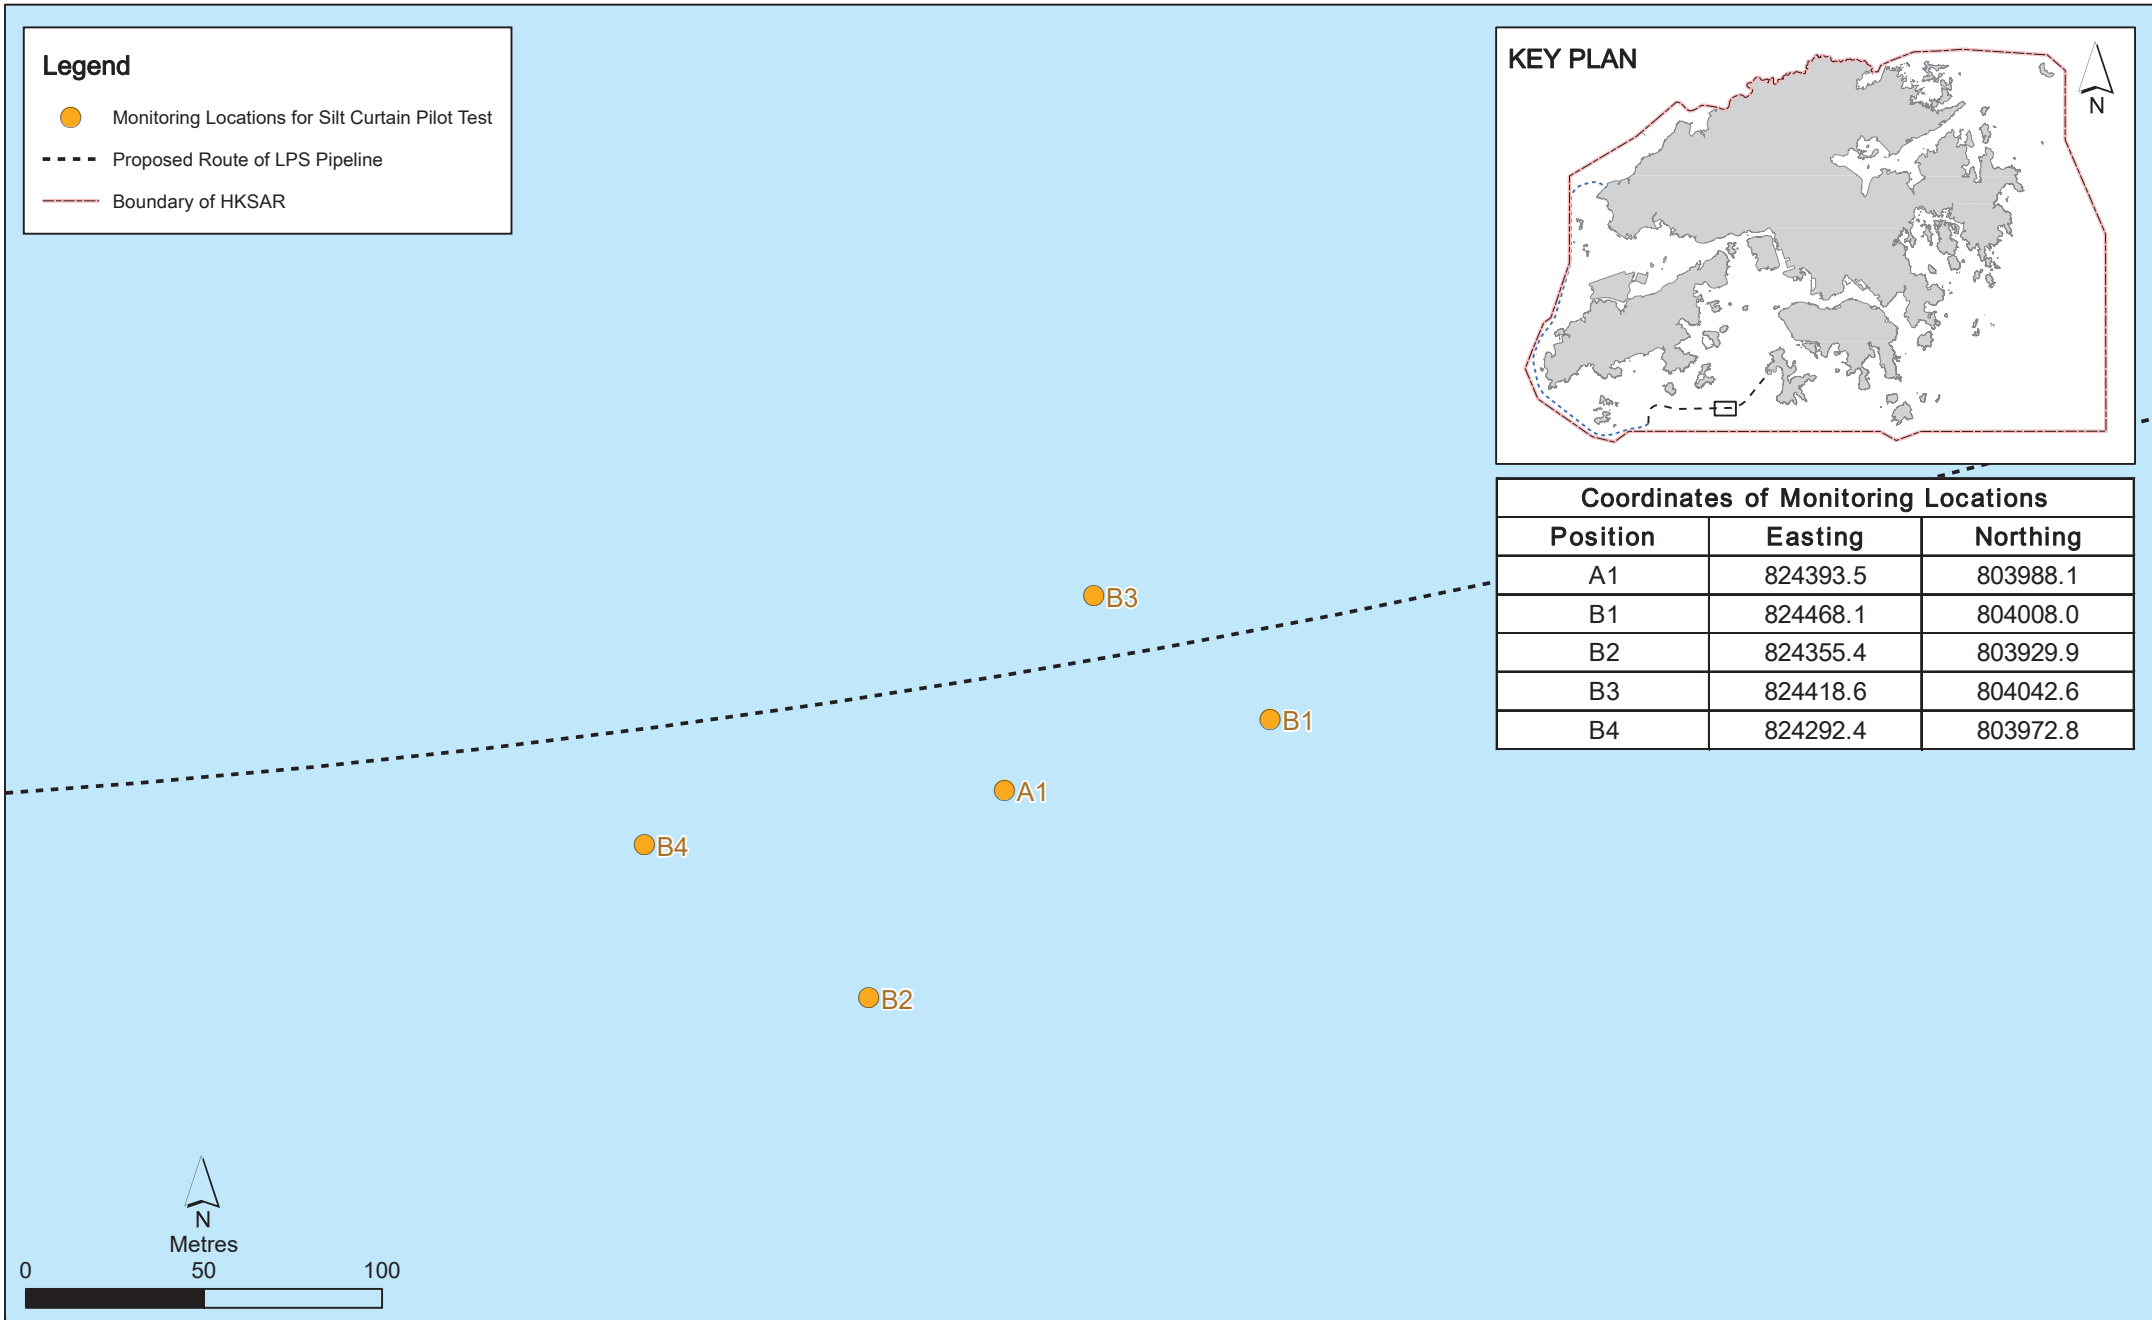 Legend
Monitoring Locations for Silt Curtain Pilot Test
Proposed Route of LPS Pipeline
Boundary of HKSAR
KEY PLAN
N
Coordinates of Monitoring Locations
Position Easting Northing
A1 824393.5 803988.1
B1 824468.1 804008.0
B2 824355.4 803929.9
B3 824418.6 804042.6
B4 824292.4 803972.8
B3
B1
A1
B4
B2
N
Metres
0 50 100